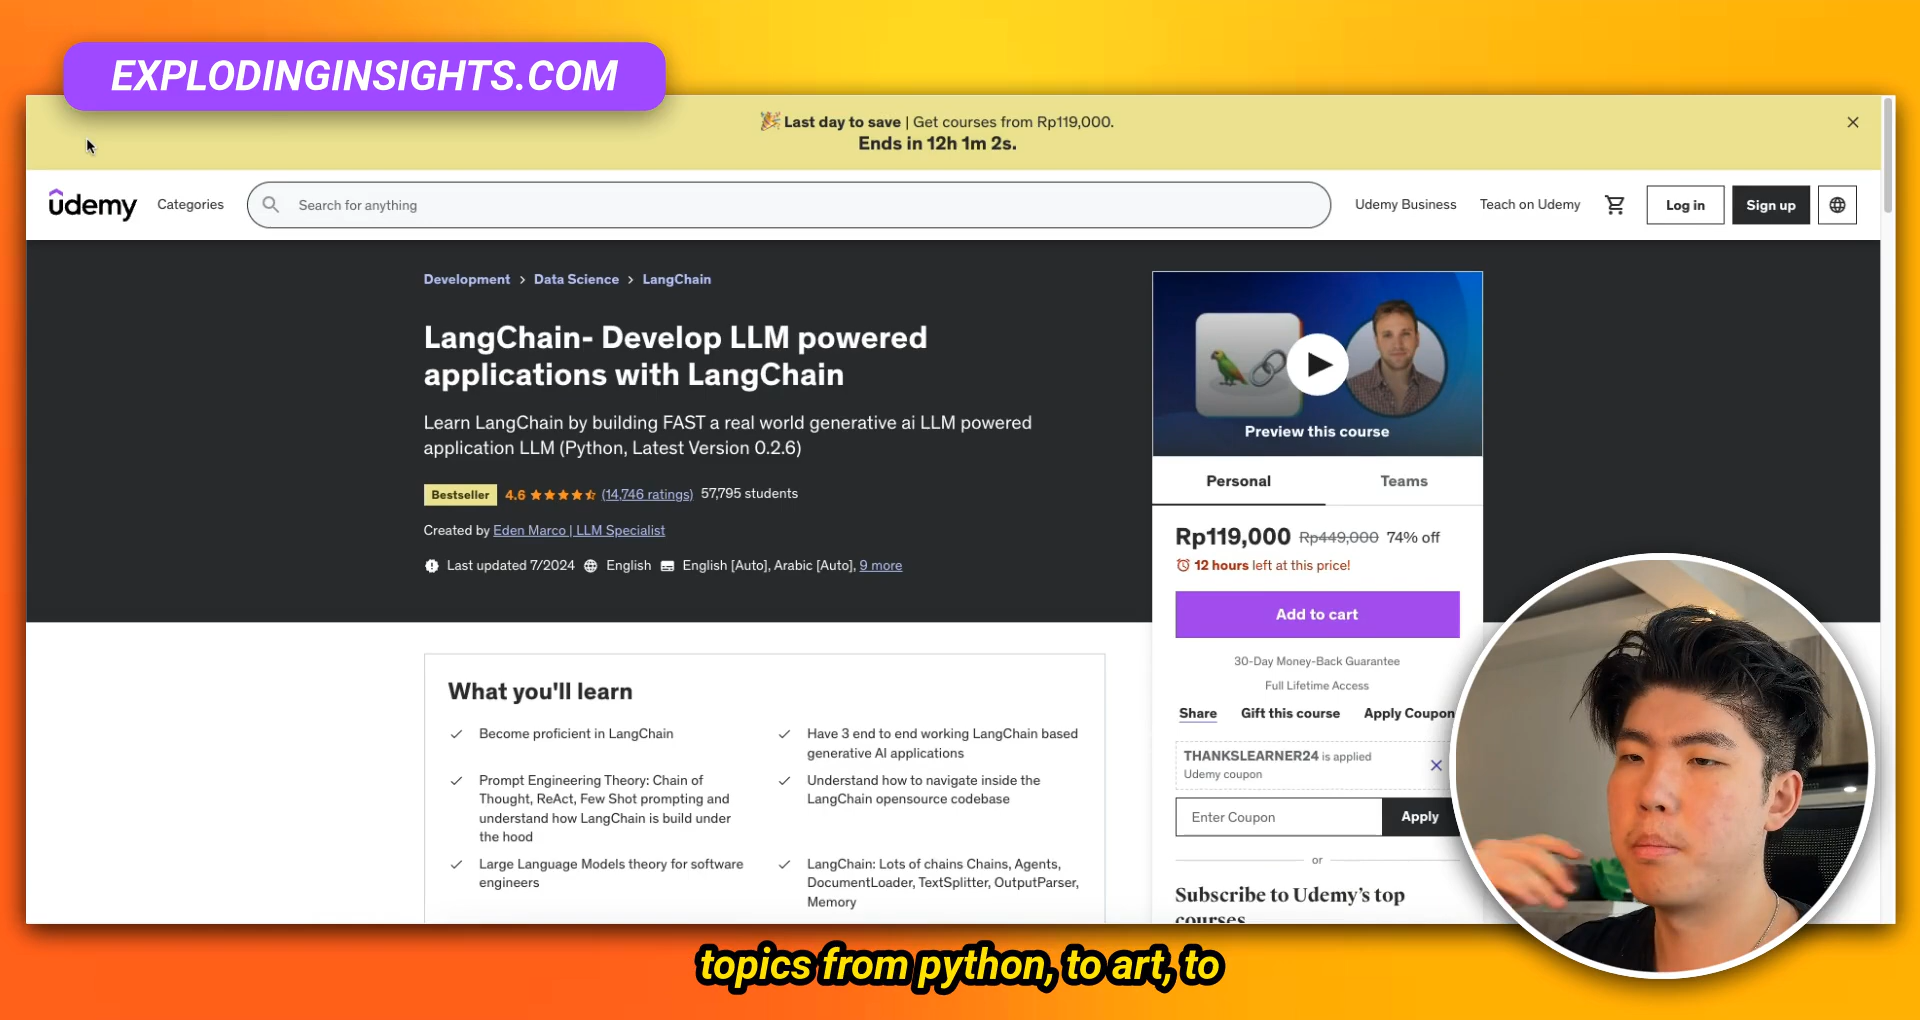 EXPLODINGINSIGHTS.COM
🎉 Last day to save | Get courses from Rp119,000.
Ends in 12h 1m 2s.
udemy
Categories
Search for anything
Udemy Business
Teach on Udemy
Log in
Sign up
Development > Data Science > LangChain
LangChain- Develop LLM powered
applications with LangChain
Learn LangChain by building FAST a real world generative ai LLM powered
application LLM (Python, Latest Version 0.2.6)
Bestseller 4.6 (14,746 ratings) 57,795 students
Created by Eden Marco | LLM Specialist
Last updated 7/2024 English English [Auto], Arabic [Auto], 9 more
Preview this course
Personal Teams
Rp119,000 Rp449,000 74% off
12 hours left at this price!
Add to cart
30-Day Money-Back Guarantee
Full Lifetime Access
Share Gift this course Apply Coupon
THANKSLEARNER24 is applied
Udemy coupon
Enter Coupon Apply
or
Subscribe to Udemy's top
courses
What you'll learn
Become proficient in LangChain
Have 3 end to end working LangChain based
generative AI applications
Prompt Engineering Theory: Chain of
Thought, ReAct, Few Shot prompting and
understand how LangChain is build under
the hood
Understand how to navigate inside the
LangChain opensource codebase
Large Language Models theory for software
engineers
LangChain: Lots of chains Chains, Agents,
DocumentLoader, TextSplitter, OutputParser,
Memory
topics from python, to art, to